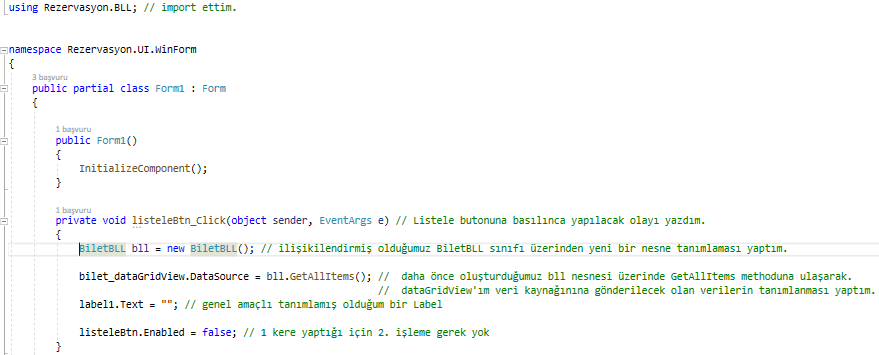 using Rezervasyon.BLL; // import ettim.
namespace Rezervasyon.UI.WinForm
{
3 başvuru
public partial class Form1 : Form
{
1 başvuru
public Form1()
{
InitializeComponent();
}
1 başvuru
private void listeleBtn_Click(object sender, EventArgs e) // Listele butonuna basılınca yapılacak olayı yazdım.
{
BiletBLL bll = new BiletBLL(); // ilişikilendirmiş olduğumuz BiletBLL sınıfı üzerinden yeni bir nesne tanımlaması yaptım.
bilet_dataGridView.DataSource = bll.GetAllItems(); // daha önce oluşturduğumuz bll nesnesi üzerinde GetAllItems methoduna ulaşarak.
// dataGridView'ım veri kaynağınına gönderilecek olan verilerin tanımlanması yaptım.
label1.Text = ""; // genel amaçlı tanımlamış olduğum bir Label
listeleBtn.Enabled = false; // 1 kere yaptığı için 2. işleme gerek yok
}